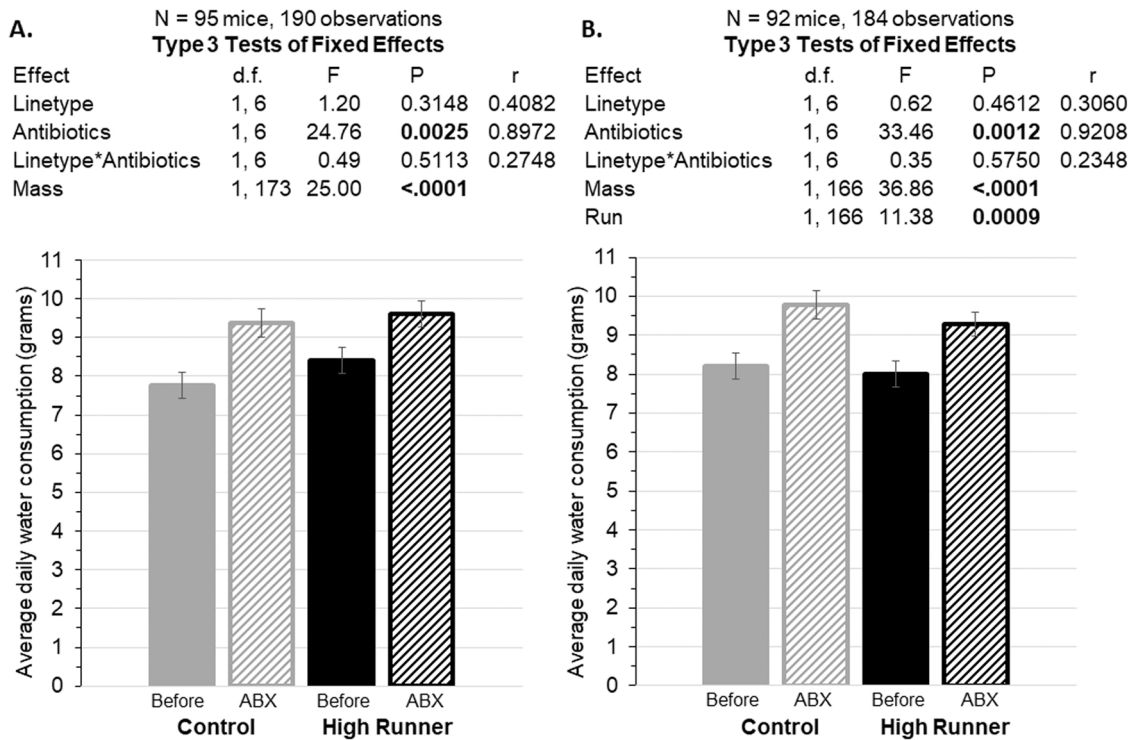 A.
N = 95 mice, 190 observations
Type 3 Tests of Fixed Effects
Effect d.f. F P r
Linetype 1, 6 1.20 0.3148 0.4082
Antibiotics 1, 6 24.76 0.0025 0.8972
Linetype*Antibiotics 1, 6 0.49 0.5113 0.2748
Mass 1, 173 25.00 <.0001
Average daily water consumption (grams)
11
10
9
8
7
6
5
4
3
2
1
0
Before ABX Before ABX
Control High Runner
B.
N = 92 mice, 184 observations
Type 3 Tests of Fixed Effects
Effect d.f. F P r
Linetype 1, 6 0.62 0.4612 0.3060
Antibiotics 1, 6 33.46 0.0012 0.9208
Linetype*Antibiotics 1, 6 0.35 0.5750 0.2348
Mass 1, 166 36.86 <.0001
Run 1, 166 11.38 0.0009
Average daily water consumption (grams)
11
10
9
8
7
6
5
4
3
2
1
0
Before ABX Before ABX
Control High Runner